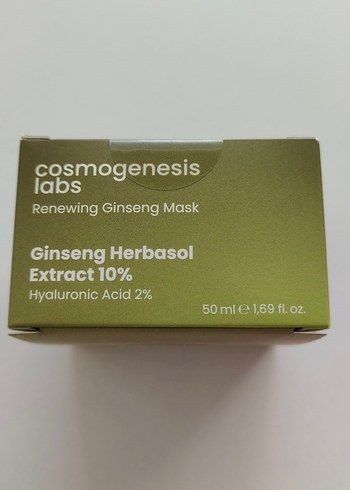 cosmogenesis
labs
Renewing Ginseng Mask
Ginseng Herbasol
Extract 10%
Hyaluronic Acid 2%
50 ml ℮ 1,69 fl. oz.